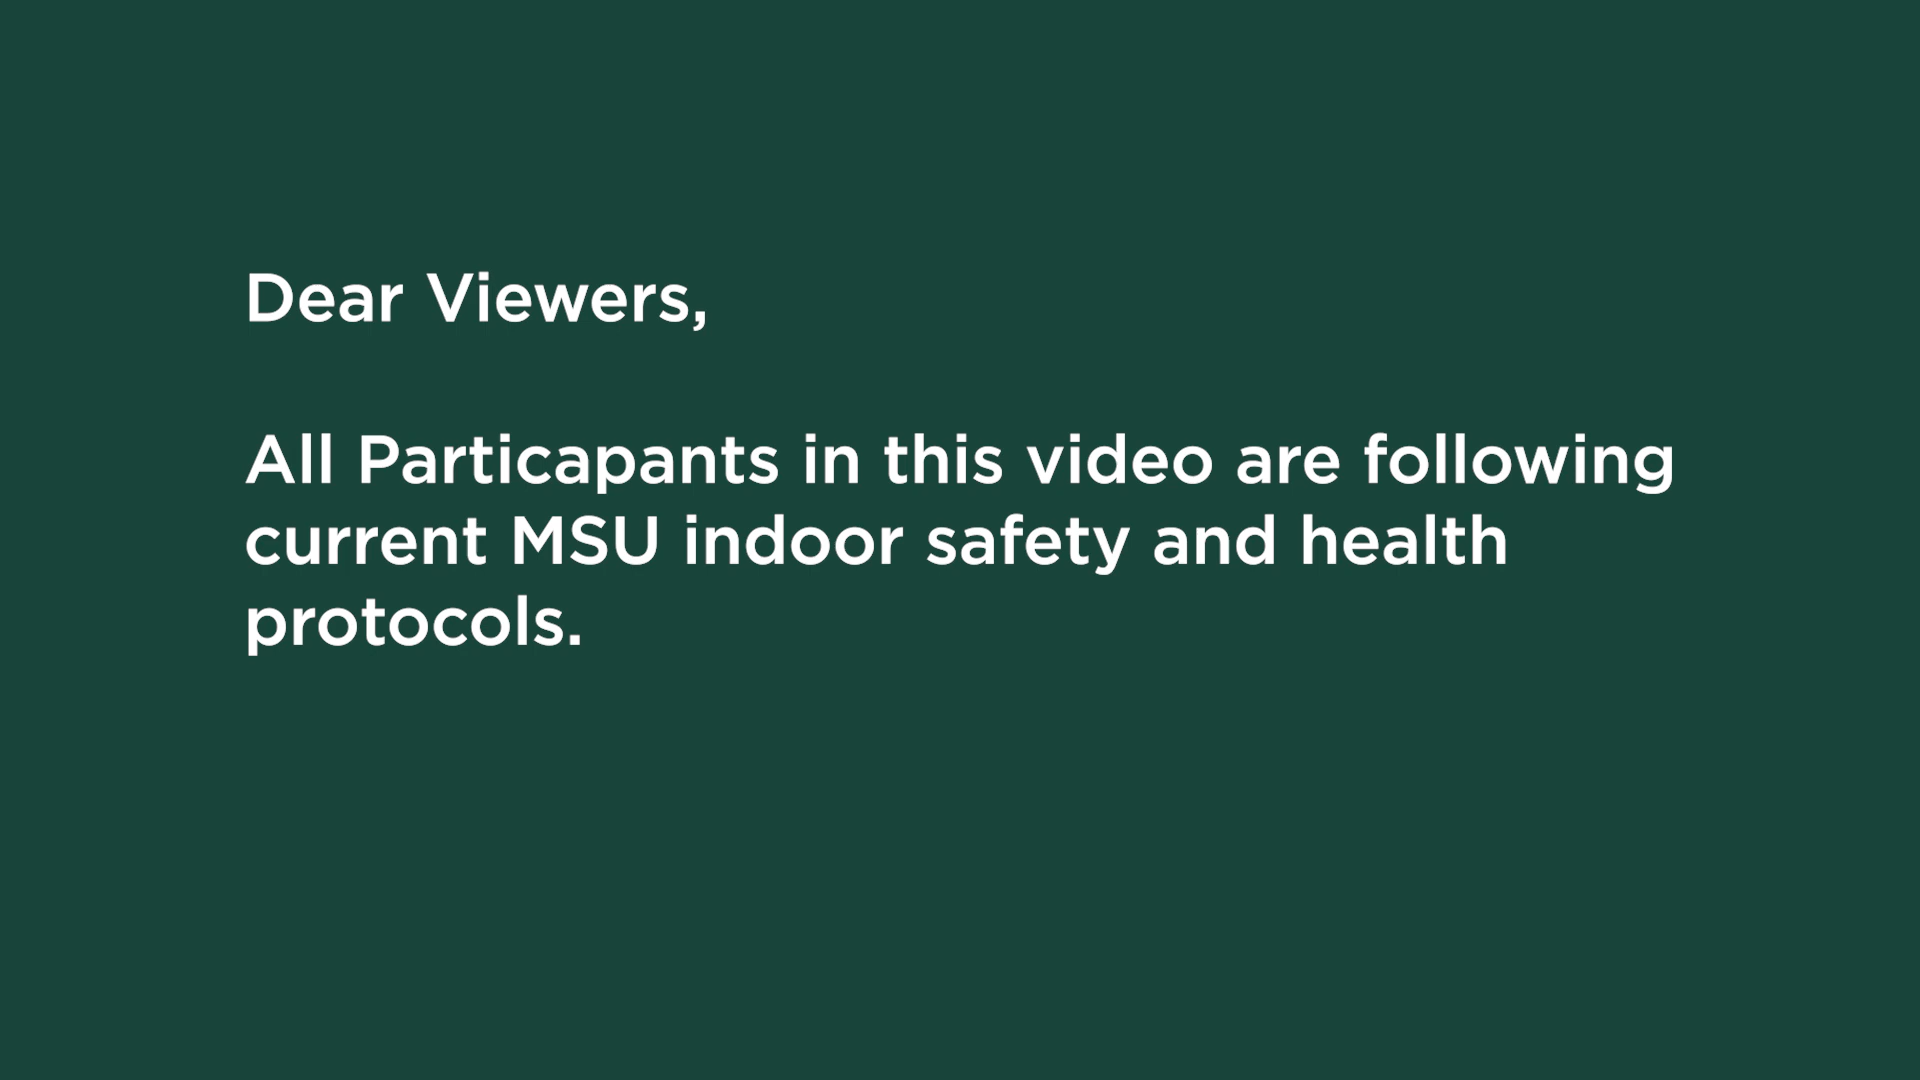 Dear Viewers,
All Particapants in this video are following
current MSU indoor safety and health
protocols.